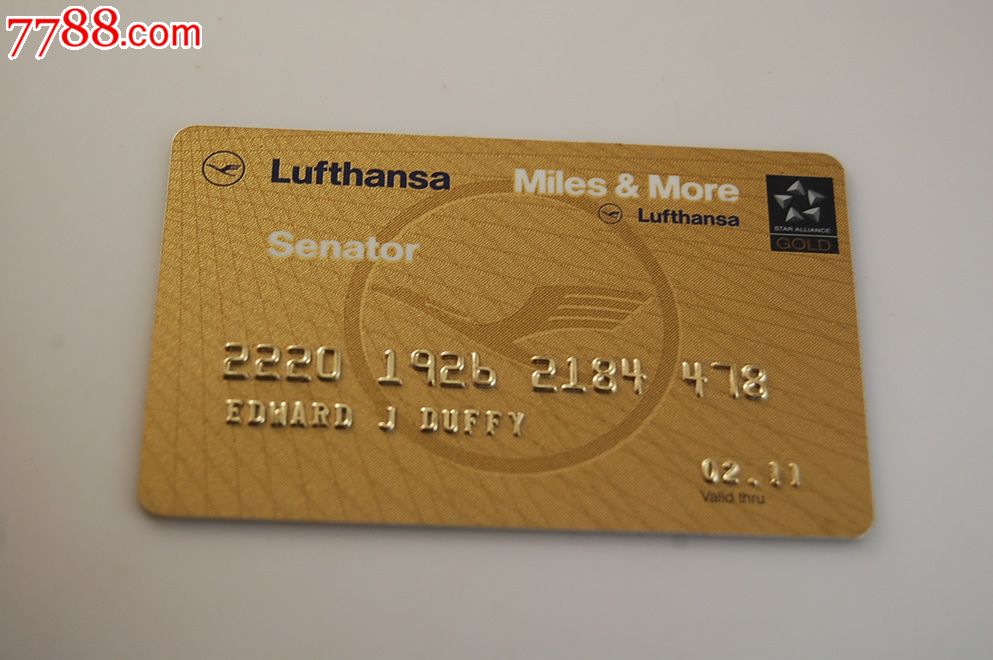 7788.com
Lufthansa Miles & More
Lufthansa
STAR ALLIANCE
GOLD
Senator
2220 1926 2184 478
EDWARD J DUFFY
02.11
Valid thru